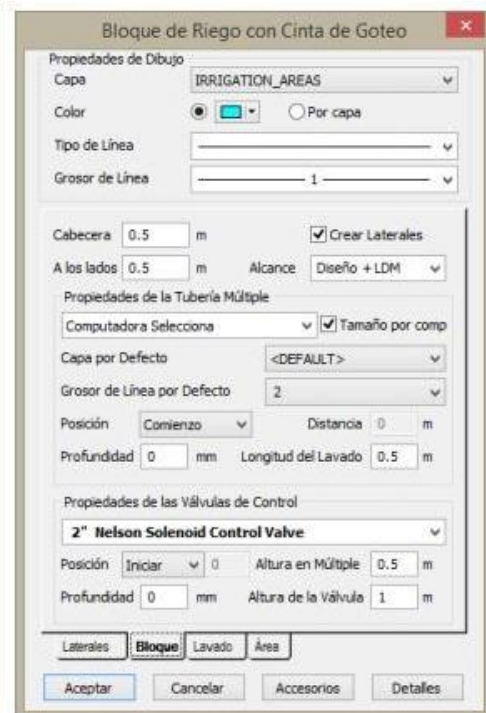 Bloque de Riego con Cinta de Goteo
Propiedades de Dibujo
Capa IRRIGATION_AREAS
Color Por capa
Tipo de Línea
Grosor de Línea 1
Cabecera 0.5 m Crear Laterales
A los lados 0.5 m Alcance Diseño + LDM
Propiedades de la Tubería Múltiple
Computadora Selecciona Tamaño por comp
Capa por Defecto <DEFAULT>
Grosor de Línea por Defecto 2
Posición Comienzo Distancia 0 m
Profundidad 0 mm Longitud del Lavado 0.5 m
Propiedades de las Válvulas de Control
2" Nelson Solenoid Control Valve
Posición Iniciar 0 Altura en Múltiple 0.5 m
Profundidad 0 mm Altura de la Válvula 1 m
Laterales Bloque Lavado Área
Aceptar Cancelar Accesorios Detalles